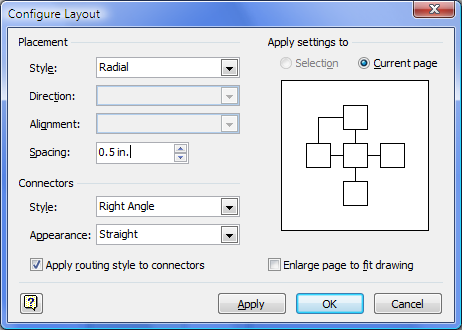 Configure Layout
Placement
Style: Radial
Direction:
Alignment:
Spacing: 0.5 in.
Connectors
Style: Right Angle
Appearance: Straight
Apply routing style to connectors
Apply settings to
Selection Current page
Enlarge page to fit drawing
? Apply OK Cancel